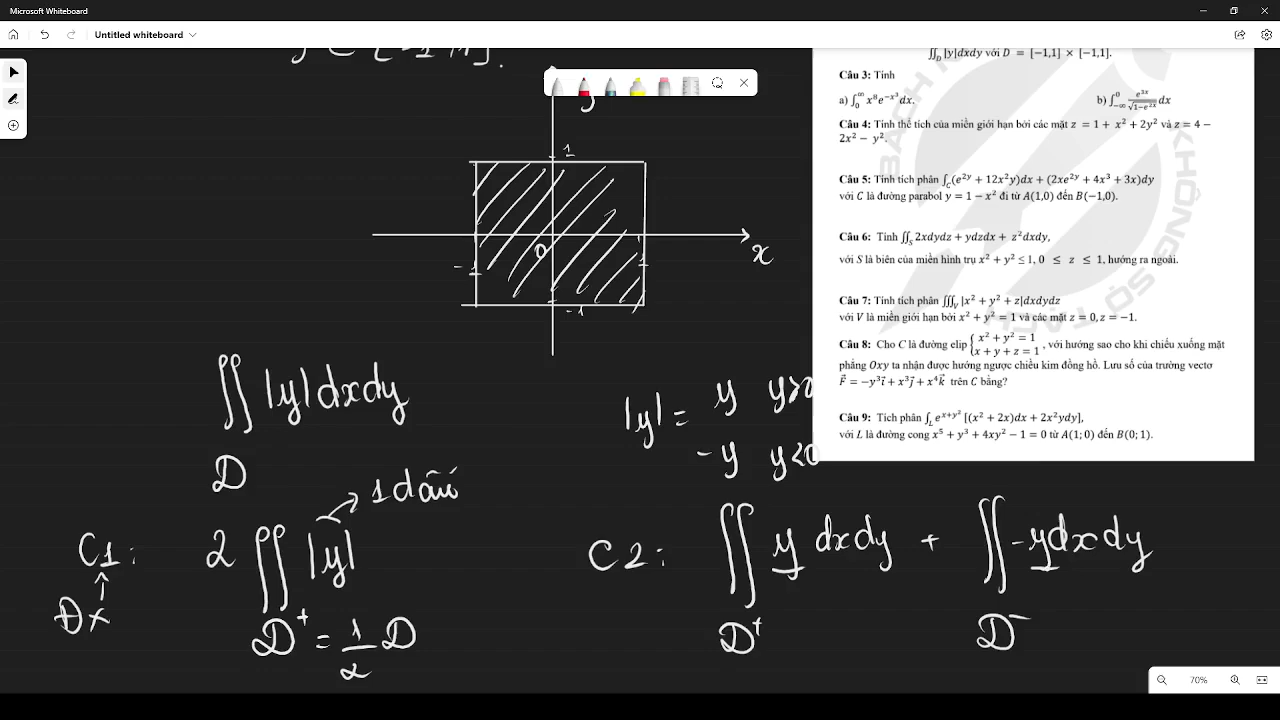 Microsoft Whiteboard
Untitled whiteboard
∬_D |y|dxdy với D = [−1,1] × [−1,1].
Câu 3: Tính
a) ∫₀^∞ x⁸e^{−x³}dx.
b) ∫_{−∞}^0 e^{3x}/√(1−e^{2x}) dx
Câu 4: Tính thể tích của miền giới hạn bởi các mặt z = 1 + x² + 2y² và z = 4 −
2x² − y².
Câu 5: Tính tích phân ∫_C(e^{2y} + 12x²y)dx + (2xe^{2y} + 4x³ + 3x)dy
với C là đường parabol y = 1 − x² đi từ A(1,0) đến B(−1,0).
Câu 6: Tính ∬_S 2xdydz + ydzdx + z²dxdy,
với S là biên của miền hình trụ x² + y² ≤ 1, 0 ≤ z ≤ 1, hướng ra ngoài.
Câu 7: Tính tích phân ∭_V |x² + y² + z|dxdydz
với V là miền giới hạn bởi x² + y² = 1 và các mặt z = 0, z = −1.
Câu 8: Cho C là đường elip { x² + y² = 1
x + y + z = 1 , với hướng sao cho khi chiếu xuống mặt
phẳng Oxy ta nhận được hướng ngược chiều kim đồng hồ. Lưu số của trường vectơ
F⃗ = −y³i⃗ + x³j⃗ + x⁴k⃗ trên C bằng?
Câu 9: Tích phân ∫_L e^{x+y²} [(x² + 2x)dx + 2x²ydy],
với L là đường cong x⁵ + y³ + 4xy² − 1 = 0 từ A(1; 0) đến B(0; 1).
1
0
x
-1
1
-1
∬_D |y|dxdy
|y| = y y>0
-y y<0
1 dấu
C1: 2 ∬ |y|
Đx
D⁺ = 1/2 D
C2: ∬_{D⁺} y dxdy + ∬_{D⁻} -ydxdy
70%